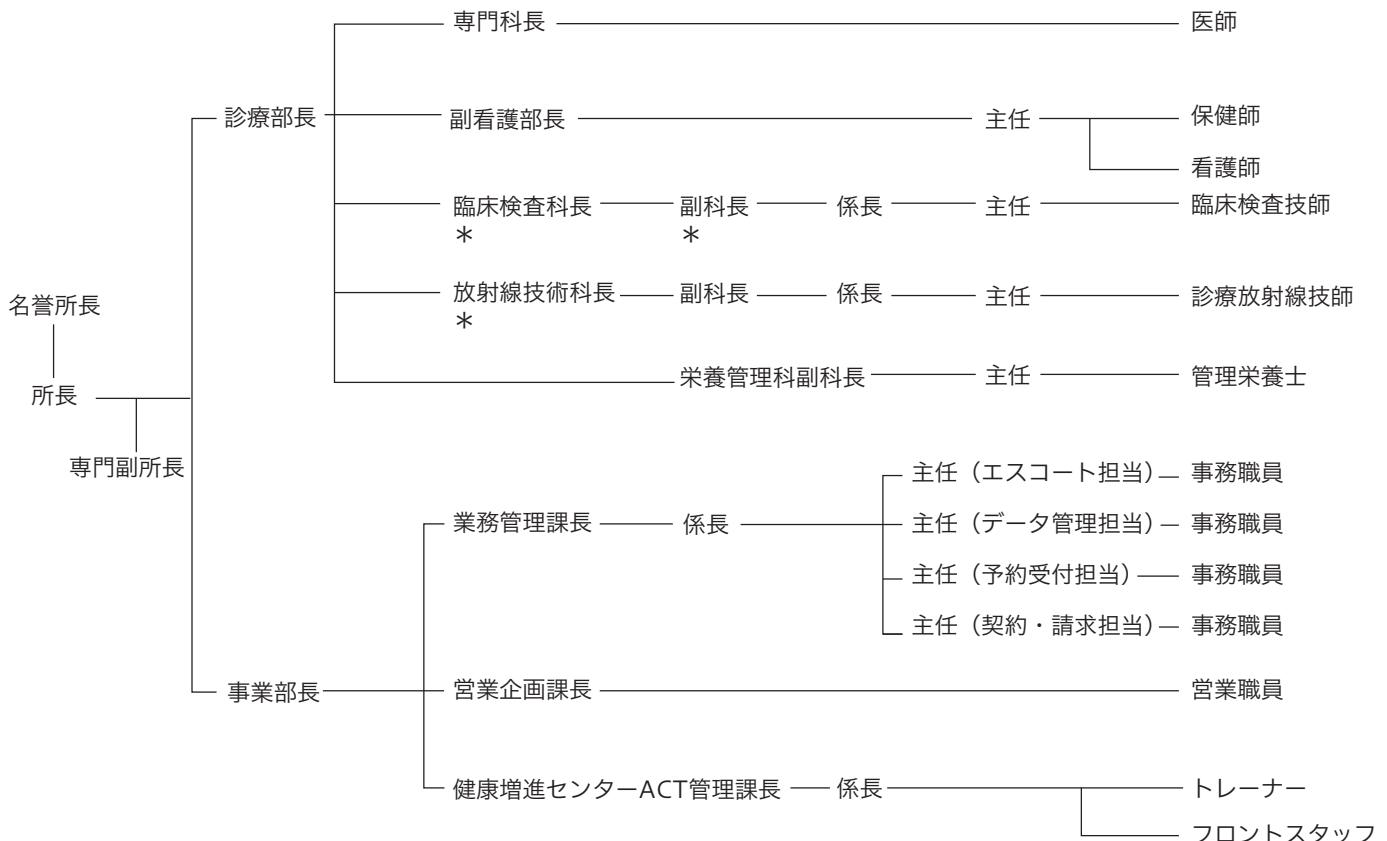 専門科長 医師
診療部長 副看護部長 主任 保健師
看護師
臨床検査科長 副科長 係長 主任 臨床検査技師
＊ ＊
名誉所長 放射線技術科長 副科長 係長 主任 診療放射線技師
＊
栄養管理科副科長 主任 管理栄養士
所長
専門副所長
主任（エスコート担当） 事務職員
業務管理課長 係長 主任（データ管理担当） 事務職員
主任（予約受付担当） 事務職員
主任（契約・請求担当） 事務職員
事業部長 営業企画課長 営業職員
健康増進センターACT管理課長 係長 トレーナー
フロントスタッフ